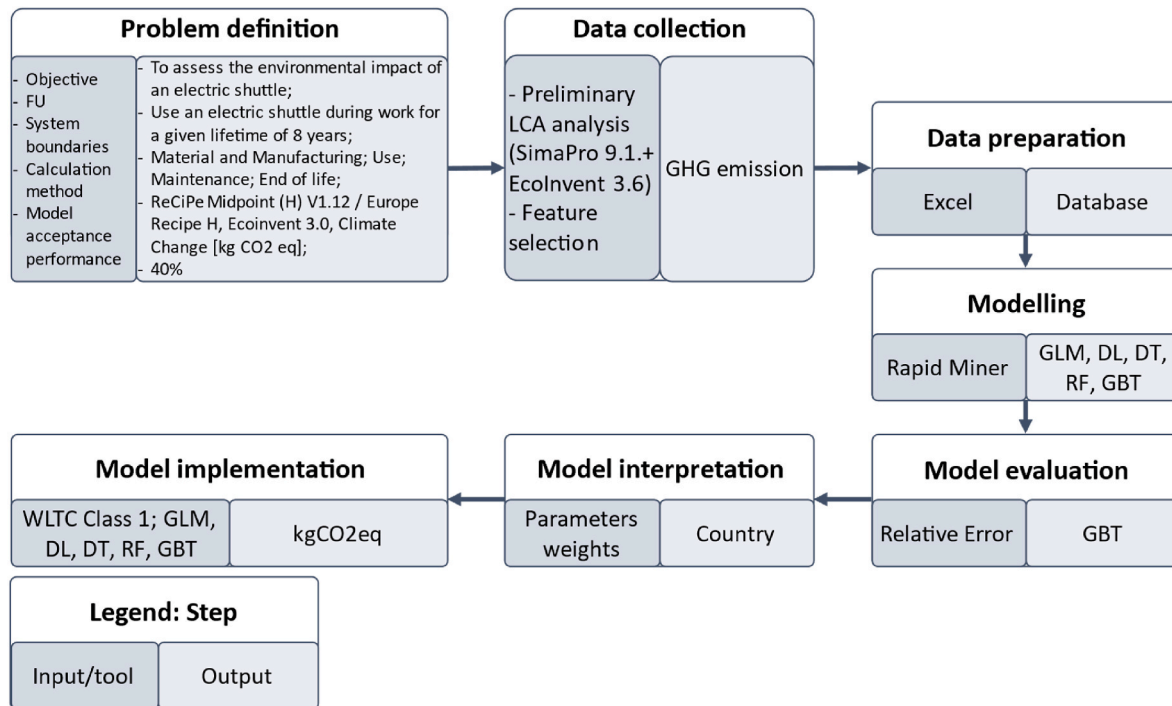 Problem definition
- Objective
- FU
- System
boundaries
- Calculation
method
- Model
acceptance
performance
- To assess the environmental impact of
an electric shuttle;
- Use an electric shuttle during work for
a given lifetime of 8 years;
- Material and Manufacturing; Use;
Maintenance; End of life;
- ReCiPe Midpoint (H) V1.12 / Europe
Recipe H, Ecoinvent 3.0, Climate
Change [kg CO2 eq];
- 40%
Data collection
- Preliminary
LCA analysis
(SimaPro 9.1.+
EcoInvent 3.6)
- Feature
selection
GHG emission
Data preparation
Excel
Database
Modelling
Rapid Miner
GLM, DL, DT,
RF, GBT
Model evaluation
Relative Error
GBT
Model interpretation
Parameters
weights
Country
Model implementation
WLTC Class 1; GLM,
DL, DT, RF, GBT
kgCO2eq
Legend: Step
Input/tool
Output